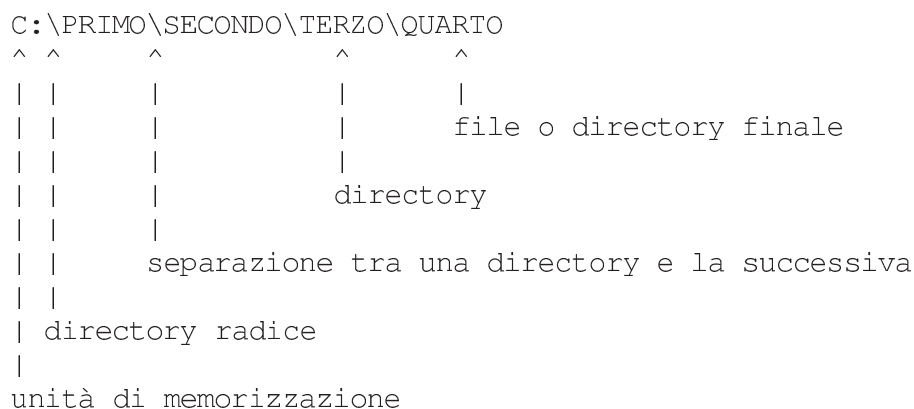 C:\PRIMO\SECONDO\TERZO\QUARTO
^ ^     ^          ^      ^
| |     |          |      |
| |     |          |      file o directory finale
| |     |          |
| |     |          directory
| |     |
| |     separazione tra una directory e la successiva
| |
| directory radice
|
unità di memorizzazione